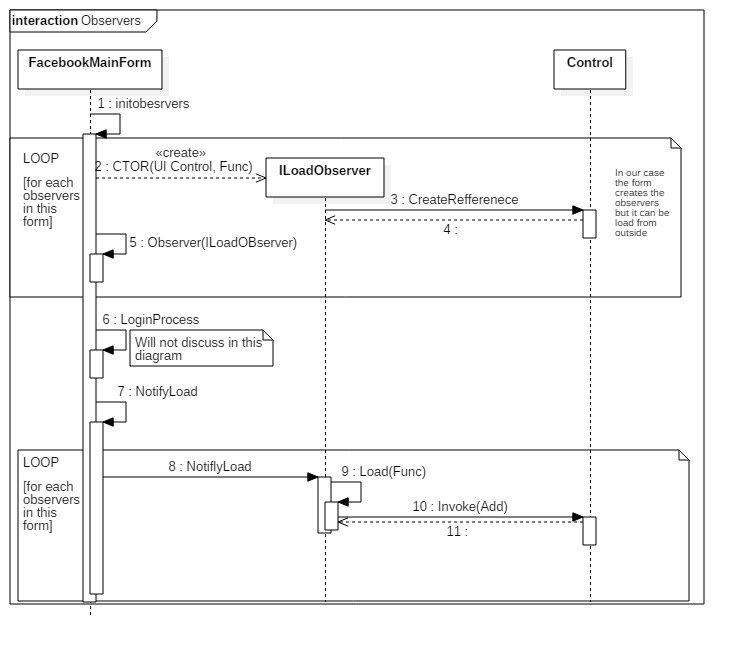 interaction Observers
FacebookMainForm
Control
1 : initobesrvers
LOOP
[for each
observers
in this
form]
«create»
2 : CTOR(UI Control, Func)
ILoadObserver
In our case
the form
creates the
observers
but it can be
load from
outside
3 : CreateRefferenece
4 :
5 : Observer(ILoadOBserver)
6 : LoginProcess
Will not discuss in this
diagram
7 : NotifyLoad
LOOP
[for each
observers
in this
form]
8 : NotiflyLoad
9 : Load(Func)
10 : Invoke(Add)
11 :